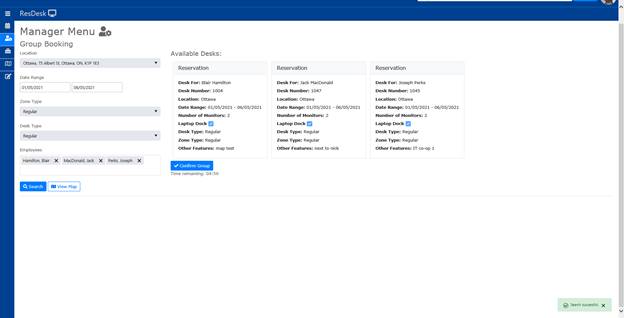 ResDesk
Manager Menu
Group Booking
Location
Ottawa, 75 Albert St, Ottawa, ON, K1P 1E3
Date Range
01/05/2021
06/05/2021
Zone Type
Regular
Desk Type
Regular
Employees
Hamilton, Blair ×
MacDonald, Jack ×
Perks, Joseph ×
Search
View Map
Available Desks:
Reservation
Desk For: Blair Hamilton
Desk Number: 1004
Location: Ottawa
Date Range: 01/05/2021 - 06/05/2021
Number of Monitors: 2
Laptop Dock
Desk Type: Regular
Zone Type: Regular
Other Features: map test
Reservation
Desk For: Jack MacDonald
Desk Number: 1047
Location: Ottawa
Date Range: 01/05/2021 - 06/05/2021
Number of Monitors: 2
Laptop Dock
Desk Type: Regular
Zone Type: Regular
Other Features: next to nick
Reservation
Desk For: Joseph Perks
Desk Number: 1045
Location: Ottawa
Date Range: 01/05/2021 - 06/05/2021
Number of Monitors: 2
Laptop Dock
Desk Type: Regular
Zone Type: Regular
Other Features: IT co-op 2
Confirm Group
Time remaining:
Search successful.